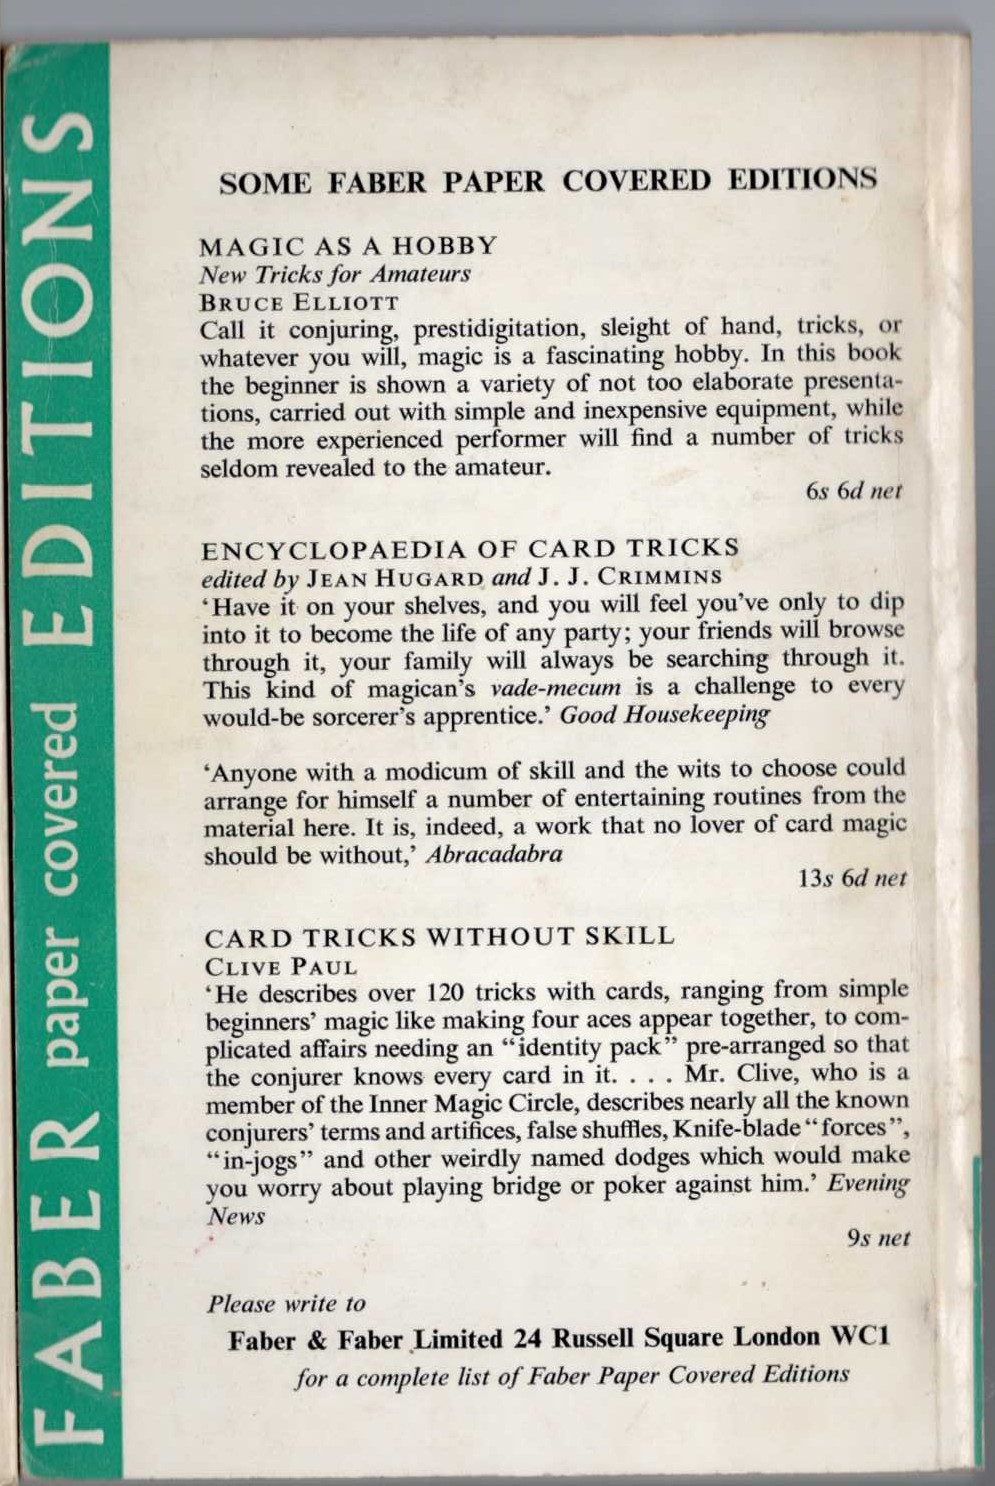 FABER paper covered EDITIONS
SOME FABER PAPER COVERED EDITIONS
MAGIC AS A HOBBY
New Tricks for Amateurs
BRUCE ELLIOTT
Call it conjuring, prestidigitation, sleight of hand, tricks, or
whatever you will, magic is a fascinating hobby. In this book
the beginner is shown a variety of not too elaborate presenta-
tions, carried out with simple and inexpensive equipment, while
the more experienced performer will find a number of tricks
seldom revealed to the amateur.
6s 6d net
ENCYCLOPAEDIA OF CARD TRICKS
edited by JEAN HUGARD and J. J. CRIMMINS
‘Have it on your shelves, and you will feel you’ve only to dip
into it to become the life of any party; your friends will browse
through it, your family will always be searching through it.
This kind of magican’s vade-mecum is a challenge to every
would-be sorcerer’s apprentice.’ Good Housekeeping
‘Anyone with a modicum of skill and the wits to choose could
arrange for himself a number of entertaining routines from the
material here. It is, indeed, a work that no lover of card magic
should be without,’ Abracadabra
13s 6d net
CARD TRICKS WITHOUT SKILL
CLIVE PAUL
‘He describes over 120 tricks with cards, ranging from simple
beginners’ magic like making four aces appear together, to com-
plicated affairs needing an “identity pack” pre-arranged so that
the conjurer knows every card in it. . . . Mr. Clive, who is a
member of the Inner Magic Circle, describes nearly all the known
conjurers’ terms and artifices, false shuffles, Knife-blade “forces”,
“in-jogs” and other weirdly named dodges which would make
you worry about playing bridge or poker against him.’ Evening
News
9s net
Please write to
Faber & Faber Limited 24 Russell Square London WC1
for a complete list of Faber Paper Covered Editions